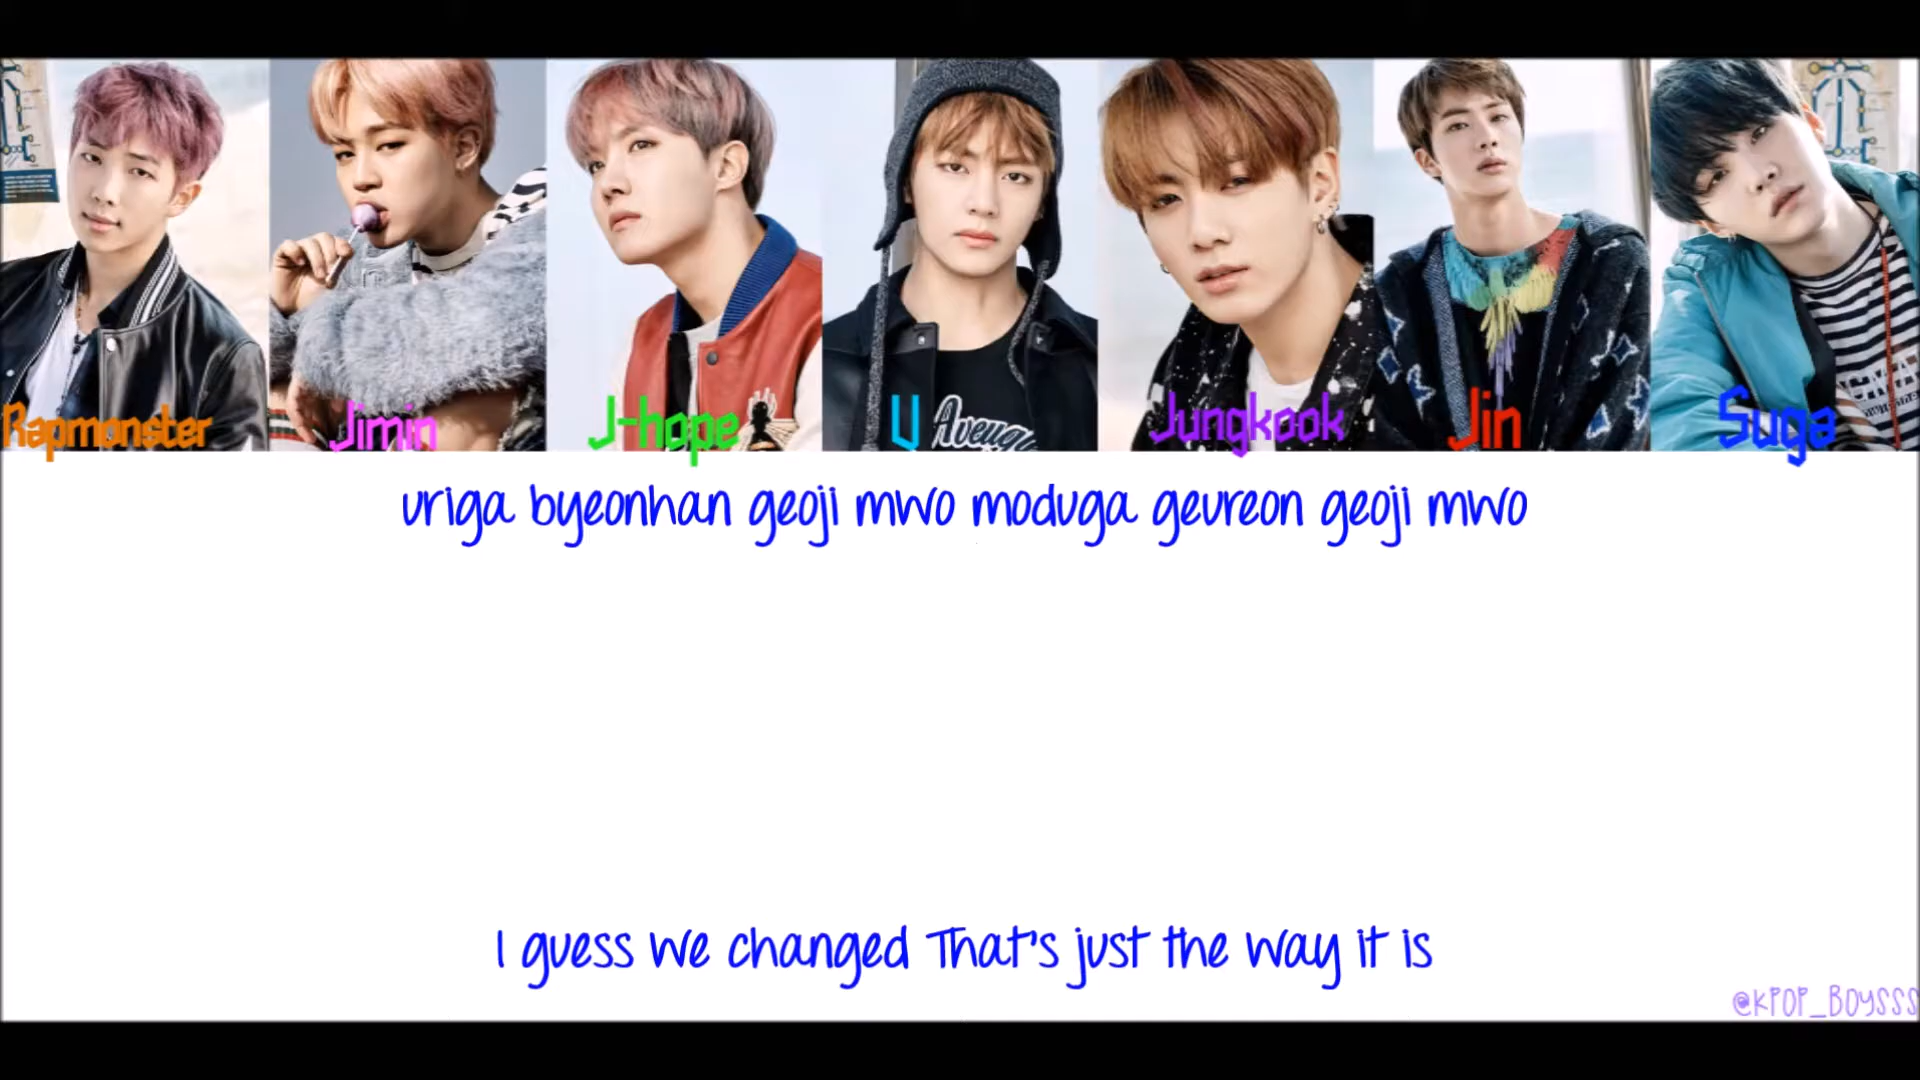 Rapmonster Jimin J-hope V Jungkook Jin Suga
Avenue
uriga byeonhan geoji mwo moduga geureon geoji mwo
I guess we changed That's just the way it is
@KPOP_BOYSSS